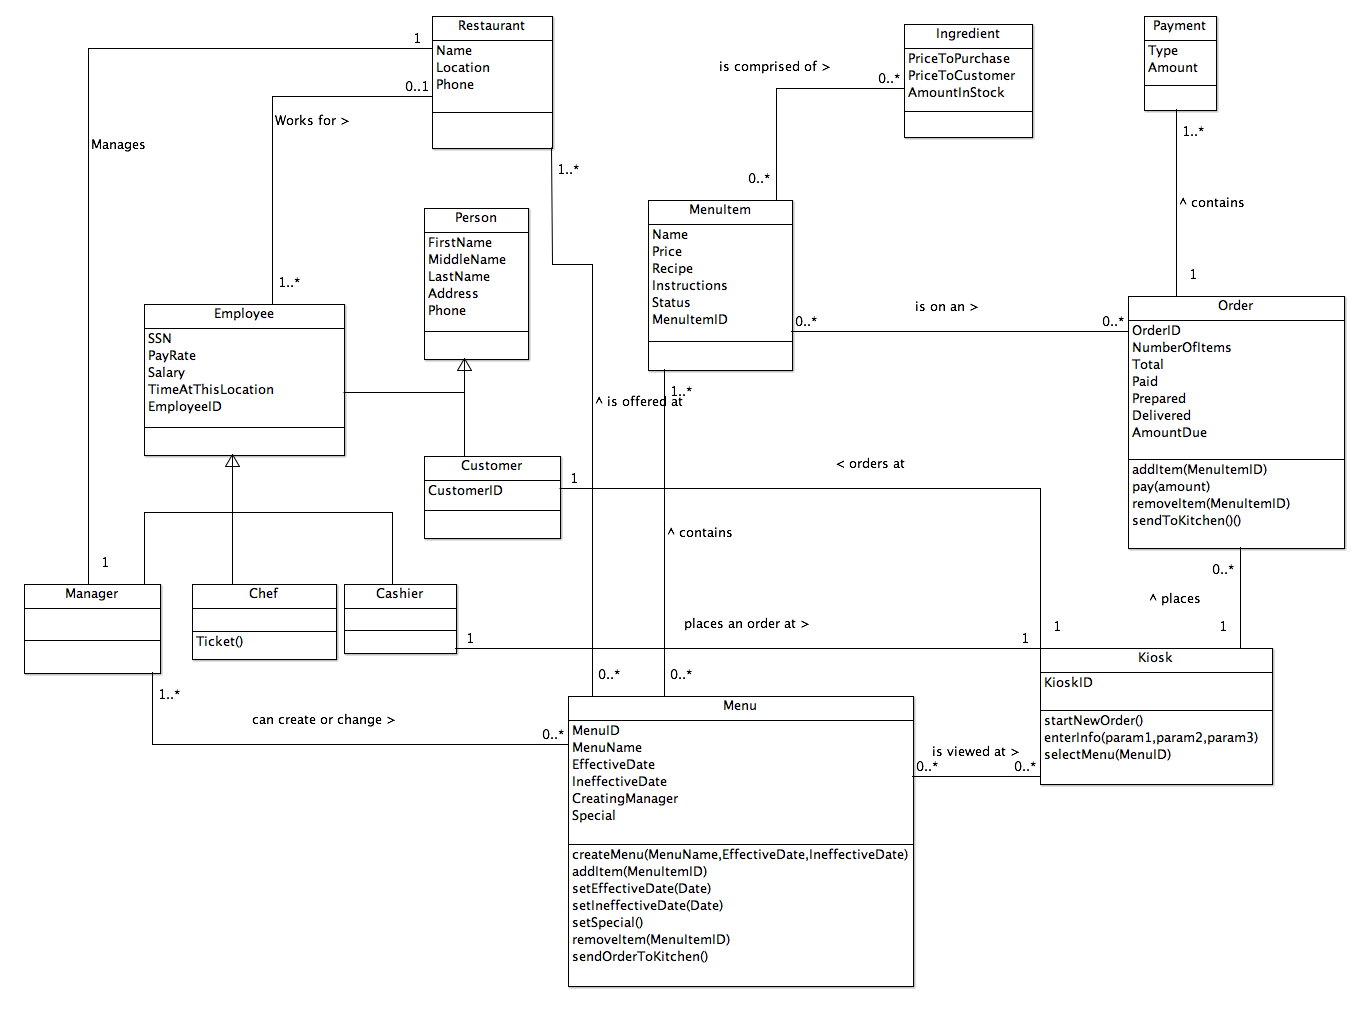 Restaurant
Name
Location
Phone
1
0..1
Works for >
Manages
1..*
Ingredient
PriceToPurchase
PriceToCustomer
AmountInStock
is comprised of >
0..*
0..*
Payment
Type
Amount
1..*
^ contains
1
Person
FirstName
MiddleName
LastName
Address
Phone
MenuItem
Name
Price
Recipe
Instructions
Status
MenuItemID
is on an >
0..*
0..*
1..*
Employee
SSN
PayRate
Salary
TimeAtThisLocation
EmployeeID
Order
OrderID
NumberOfItems
Total
Paid
Prepared
Delivered
AmountDue
addItem(MenuItemID)
pay(amount)
removeItem(MenuItemID)
sendToKitchen()()
1..*
^ is offered at
Customer
CustomerID
1
< orders at
^ contains
0..*
^ places
1
1
1
Manager
Chef
Ticket()
Cashier
1
places an order at >
1
Kiosk
KioskID
startNewOrder()
enterInfo(param1,param2,param3)
selectMenu(MenuID)
1..*
can create or change >
0..*
0..*
0..*
is viewed at >
0..*
0..*
Menu
MenuID
MenuName
EffectiveDate
IneffectiveDate
CreatingManager
Special
createMenu(MenuName,EffectiveDate,IneffectiveDate)
addItem(MenuItemID)
setEffectiveDate(Date)
setIneffectiveDate(Date)
setSpecial()
removeItem(MenuItemID)
sendOrderToKitchen()